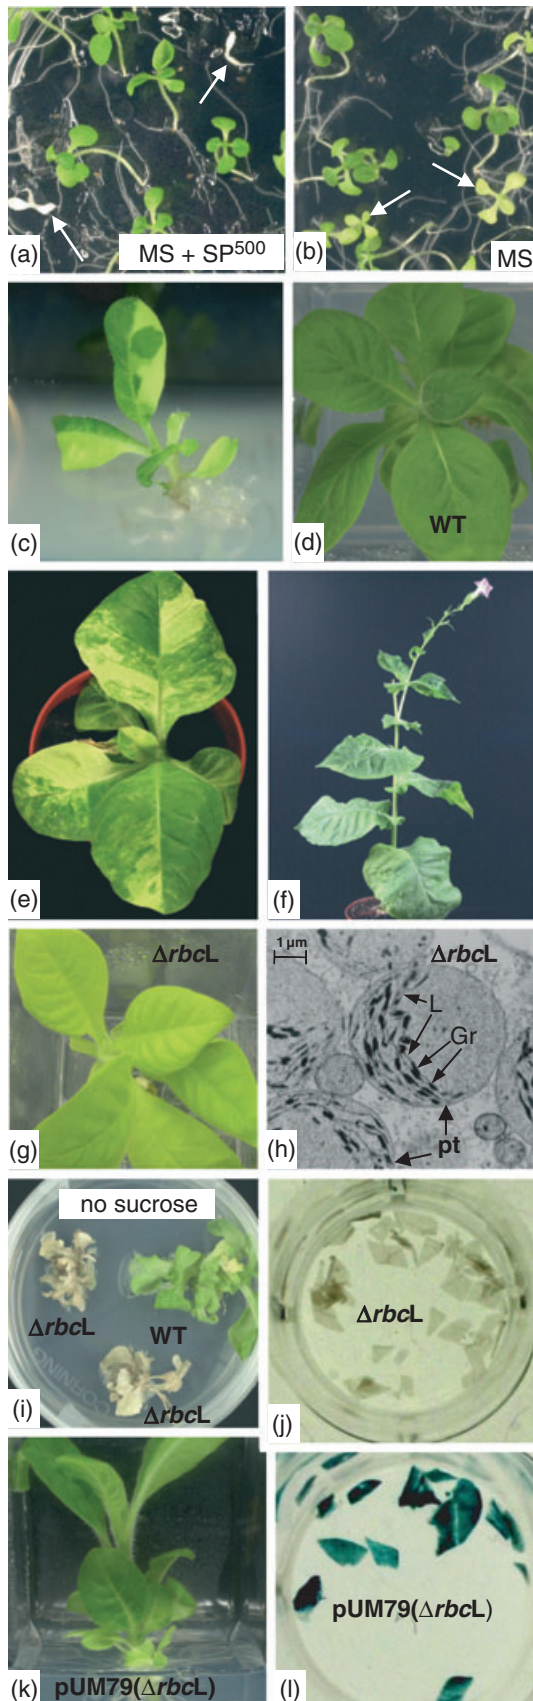 (a)
MS + SP⁵⁰⁰
(b)
MS
(c)
WT
(d)
(e)
(f)
ΔrbcL
(g)
1 µm
ΔrbcL
L
Gr
pt
(h)
no sucrose
ΔrbcL
WT
ΔrbcL
CORNING
(i)
ΔrbcL
(j)
pUM79(ΔrbcL)
(k)
pUM79(ΔrbcL)
(l)